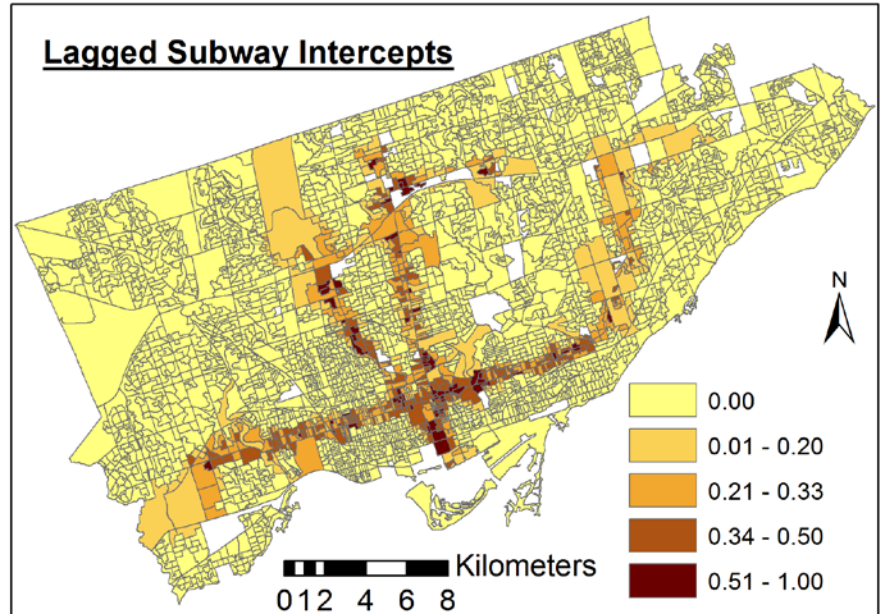 Lagged Subway Intercepts
N
0.00
0.01 - 0.20
0.21 - 0.33
0.34 - 0.50
0.51 - 1.00
Kilometers
0 1 2 4 6 8